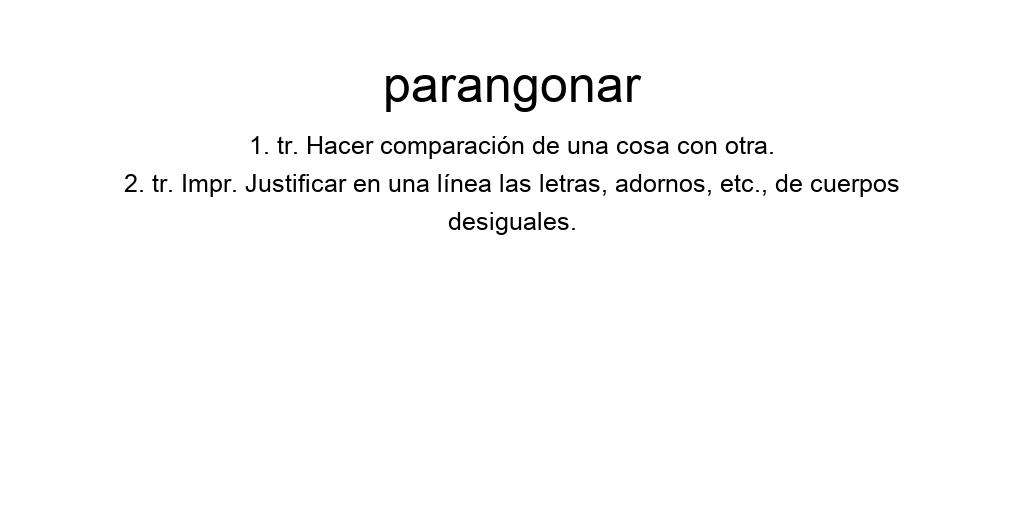 parangonar
1. tr. Hacer comparación de una cosa con otra.
2. tr. Impr. Justificar en una línea las letras, adornos, etc., de cuerpos
desiguales.